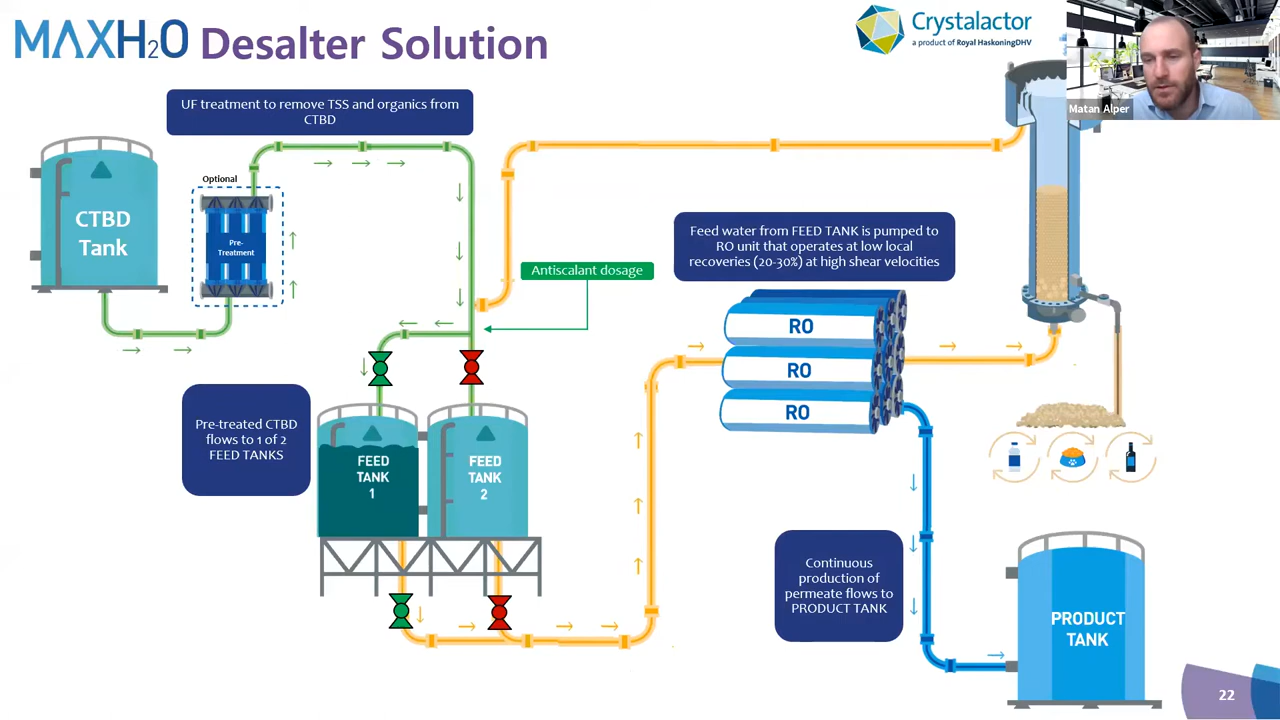 MAXH2O Desalter Solution
Crystalactor
a product of Royal HaskoningDHV
Matan Alper
UF treatment to remove TSS and organics from
CTBD
CTBD
Tank
Optional
Pre-
Treatment
Feed water from FEED TANK is pumped to
RO unit that operates at low local
recoveries (20-30%) at high shear velocities
Antiscalant dosage
RO
RO
RO
Pre-treated CTBD
flows to 1 of 2
FEED TANKS
FEED
TANK
1
FEED
TANK
2
Continuous
production of
permeate flows to
PRODUCT TANK
PRODUCT
TANK
22